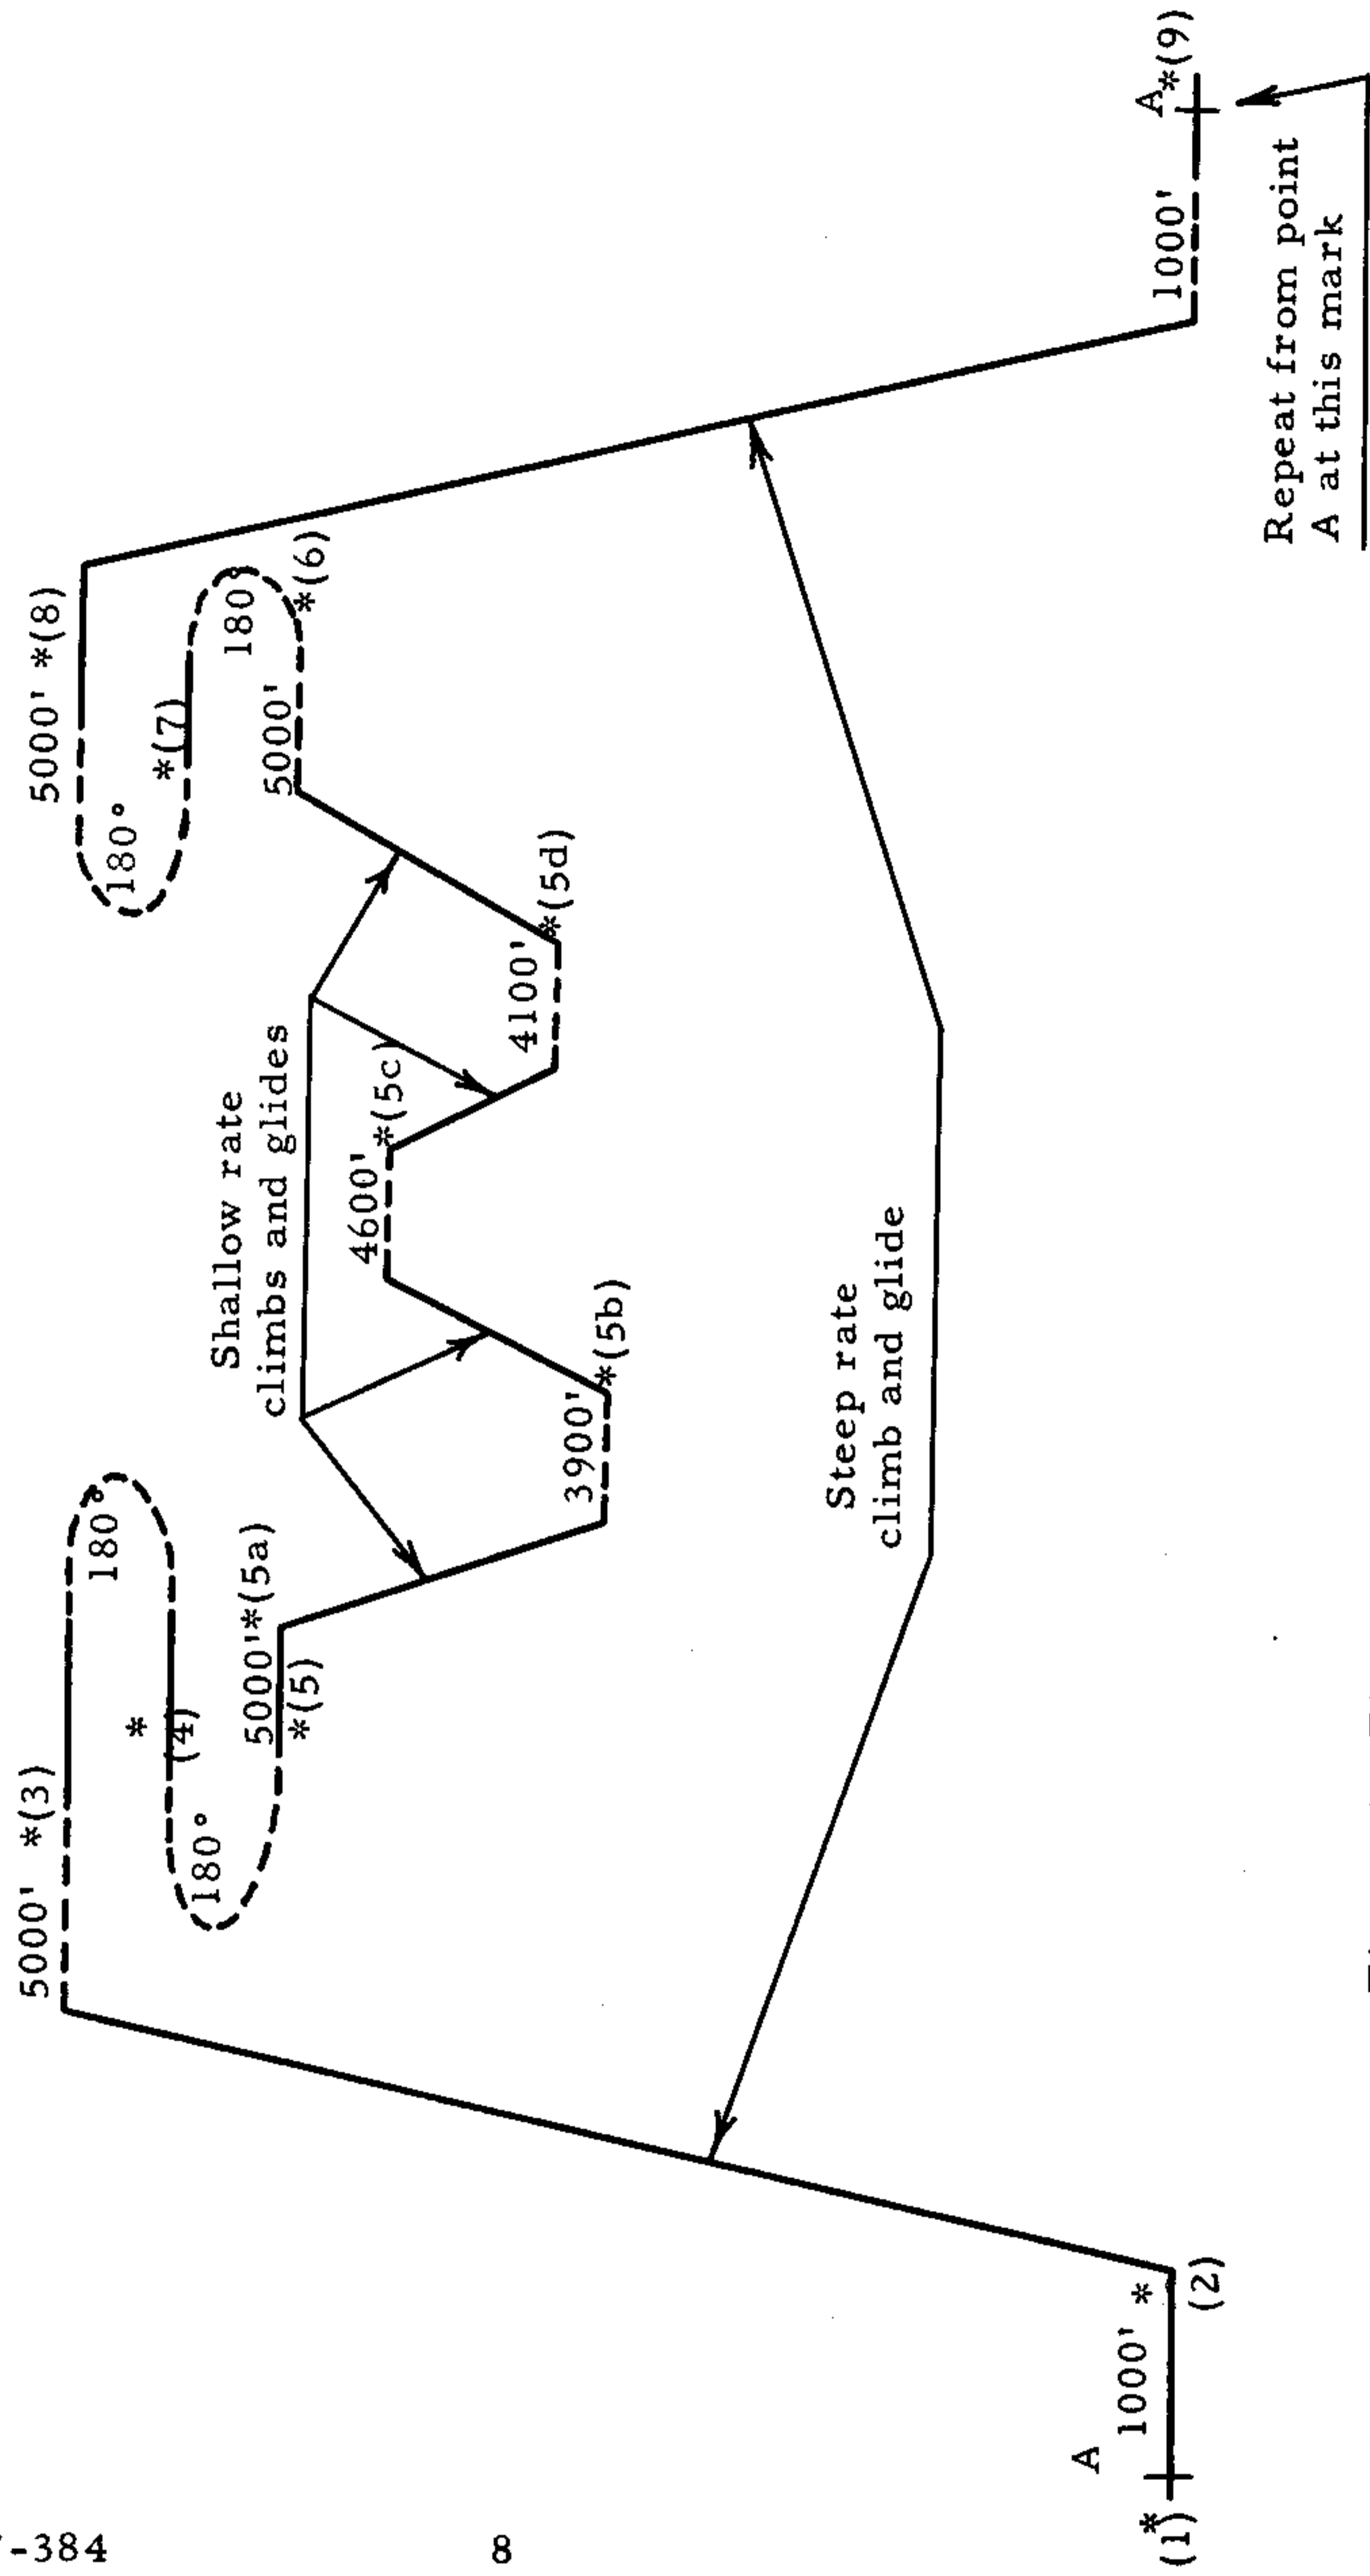 5000' *(3)
180°
*
(4)
180°
5000' *(5a)
*(5)
Shallow rate
climbs and glides
3900'
*(5b)
4600'
*(5c)
4100'
*(5d)
5000'
*(6)
180°
*(7)
180°
5000' *(8)
Steep rate
climb and glide
A
1000' *
(1)*
(2)
1000'
A *(9)
Repeat from point
A at this mark
-384
8